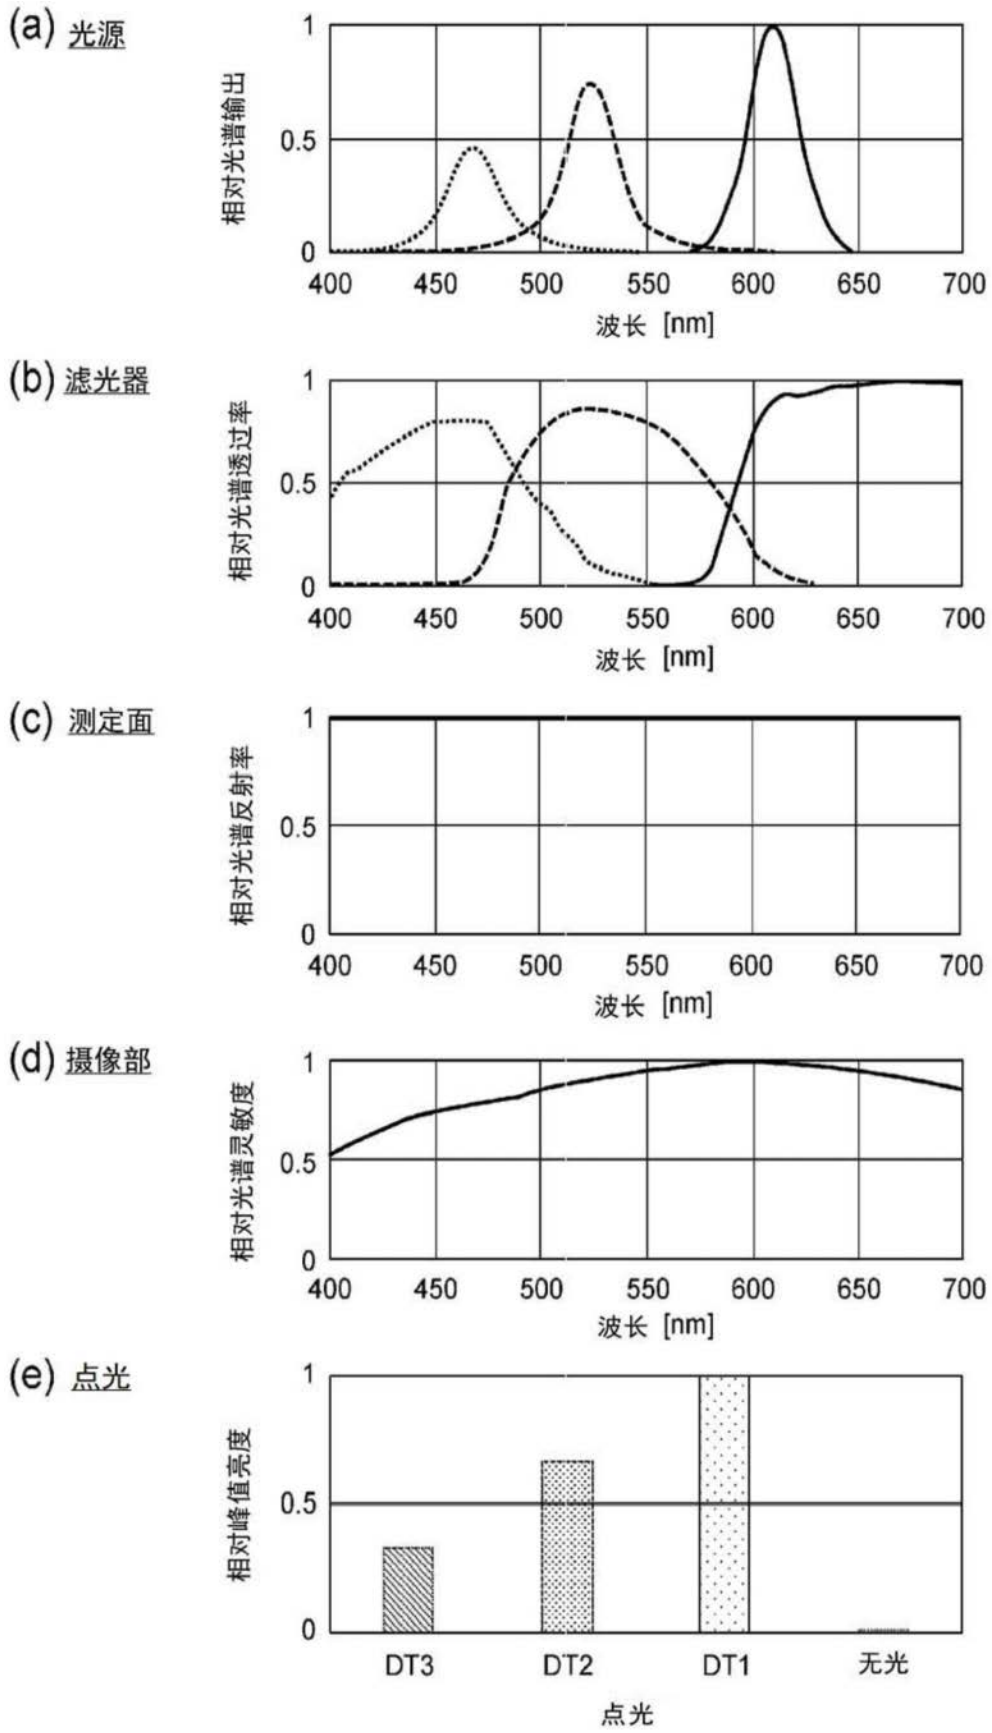 (a) 光源
相对光谱输出
1
0.5
0
400 450 500 550 600 650 700
波长 [nm]
(b) 滤光器
相对光谱透过率
1
0.5
0
400 450 500 550 600 650 700
波长 [nm]
(c) 测定面
相对光谱反射率
1
0.5
0
400 450 500 550 600 650 700
波长 [nm]
(d) 摄像部
相对光谱灵敏度
1
0.5
0
400 450 500 550 600 650 700
波长 [nm]
(e) 点光
相对峰值亮度
1
0.5
0
DT3 DT2 DT1 无光
点光